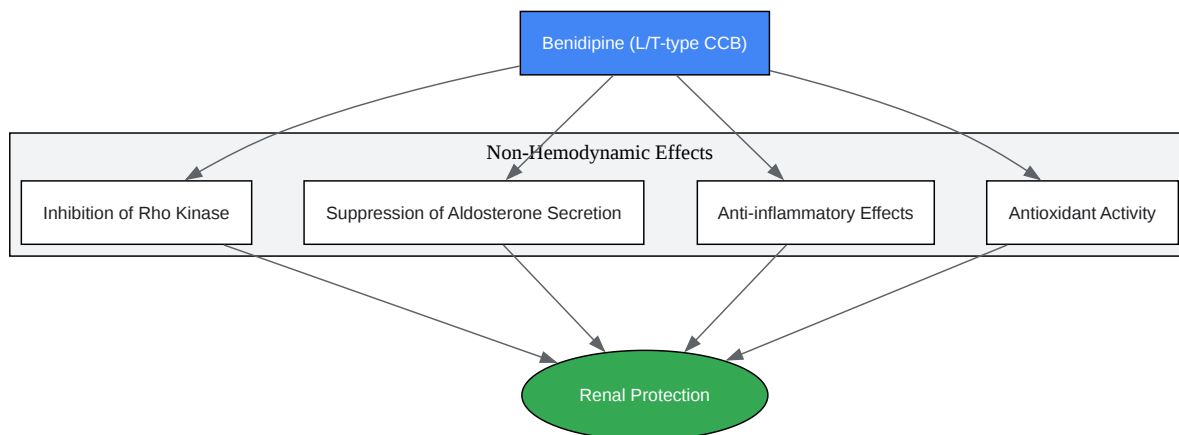 Benidipine (L/T-type CCB)
Non-Hemodynamic Effects
Inhibition of Rho Kinase
Suppression of Aldosterone Secretion
Anti-inflammatory Effects
Antioxidant Activity
Renal Protection